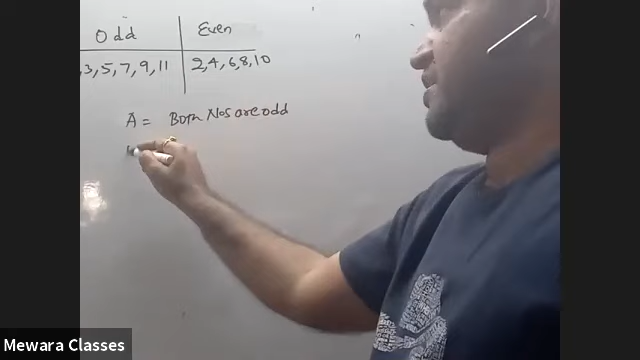 Odd Even
,3,5,7,9,11 2,4,6,8,10
A = Both Nos are odd
Mewara Classes